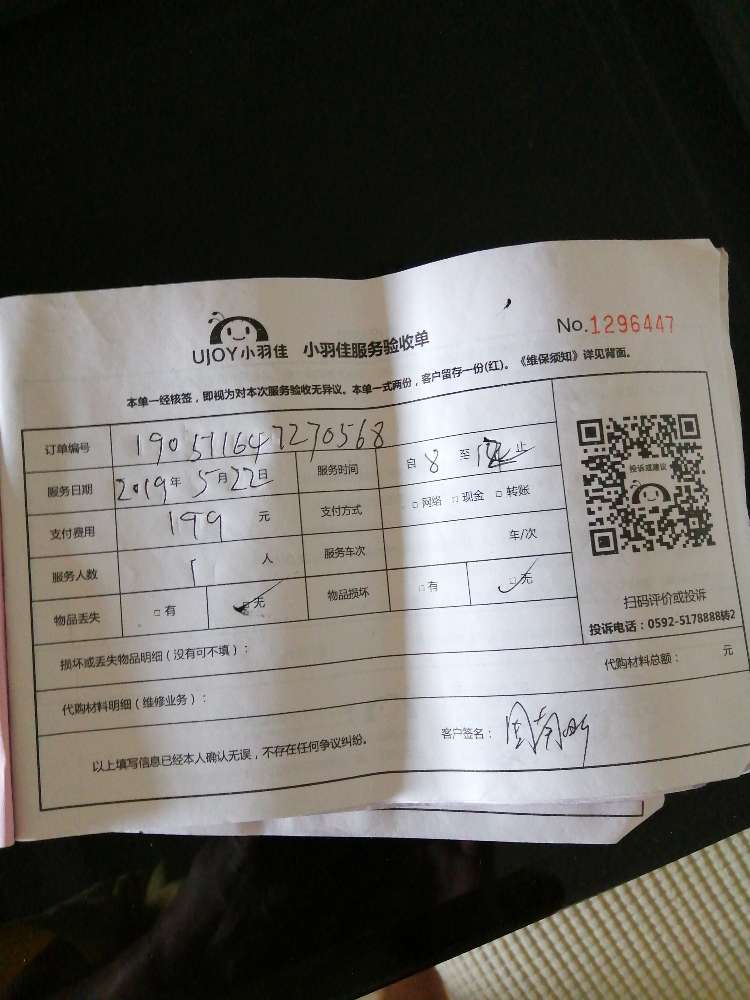 UJOY小羽佳 小羽佳服务验收单 No.1296447
本单一经核签，即视为对本次服务验收无异议。本单一式两份，客户留存一份(红)。《维保须知》详见背面。
订单编号 190511647270568
服务日期 2019年5月22日 服务时间 自 8 至 止
支付费用 199 元 支付方式 □网络 □现金 □转账
服务人数 1 人 服务车次 车/次
物品丢失 □有 □无 物品损坏 □有 □无
损坏或丢失物品明细（没有可不填）：
代购材料明细（维修业务）： 代购材料总额： 元
以上填写信息已经本人确认无误，不存在任何争议纠纷。 客户签名：
投诉或建议
扫码评价或投诉
投诉电话：0592-5178888转2